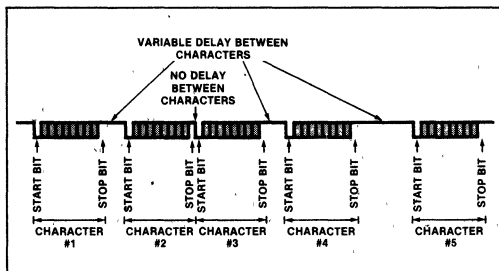 VARIABLE DELAY BETWEEN
CHARACTERS
NO DELAY
BETWEEN
CHARACTERS
START BIT
STOP BIT
START BIT
STOP BIT
START BIT
STOP BIT
START BIT
STOP BIT
START BIT
STOP BIT
CHARACTER
#1
CHARACTER
#2
CHARACTER
#3
CHARACTER
#4
CHARACTER
#5